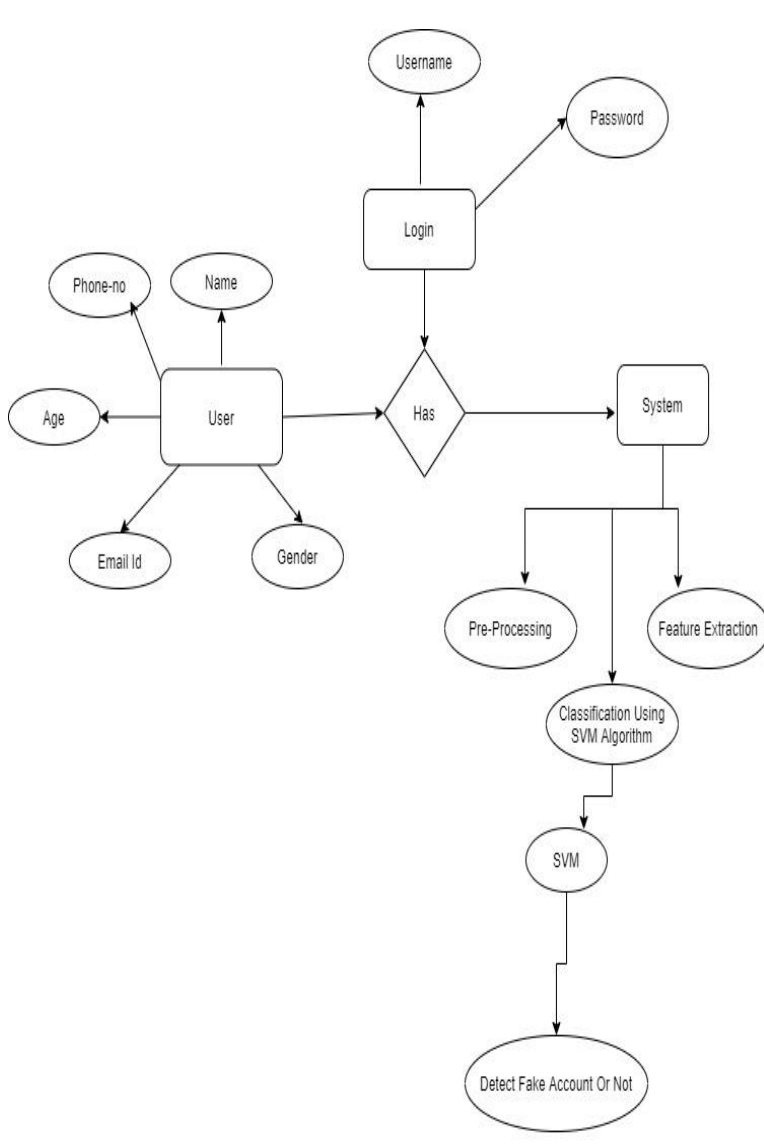 Username
Password
Login
Phone-no
Name
User
Has
System
Age
Email Id
Gender
Pre-Processing
Feature Extraction
Classification Using
SVM Algorithm
SVM
Detect Fake Account Or Not